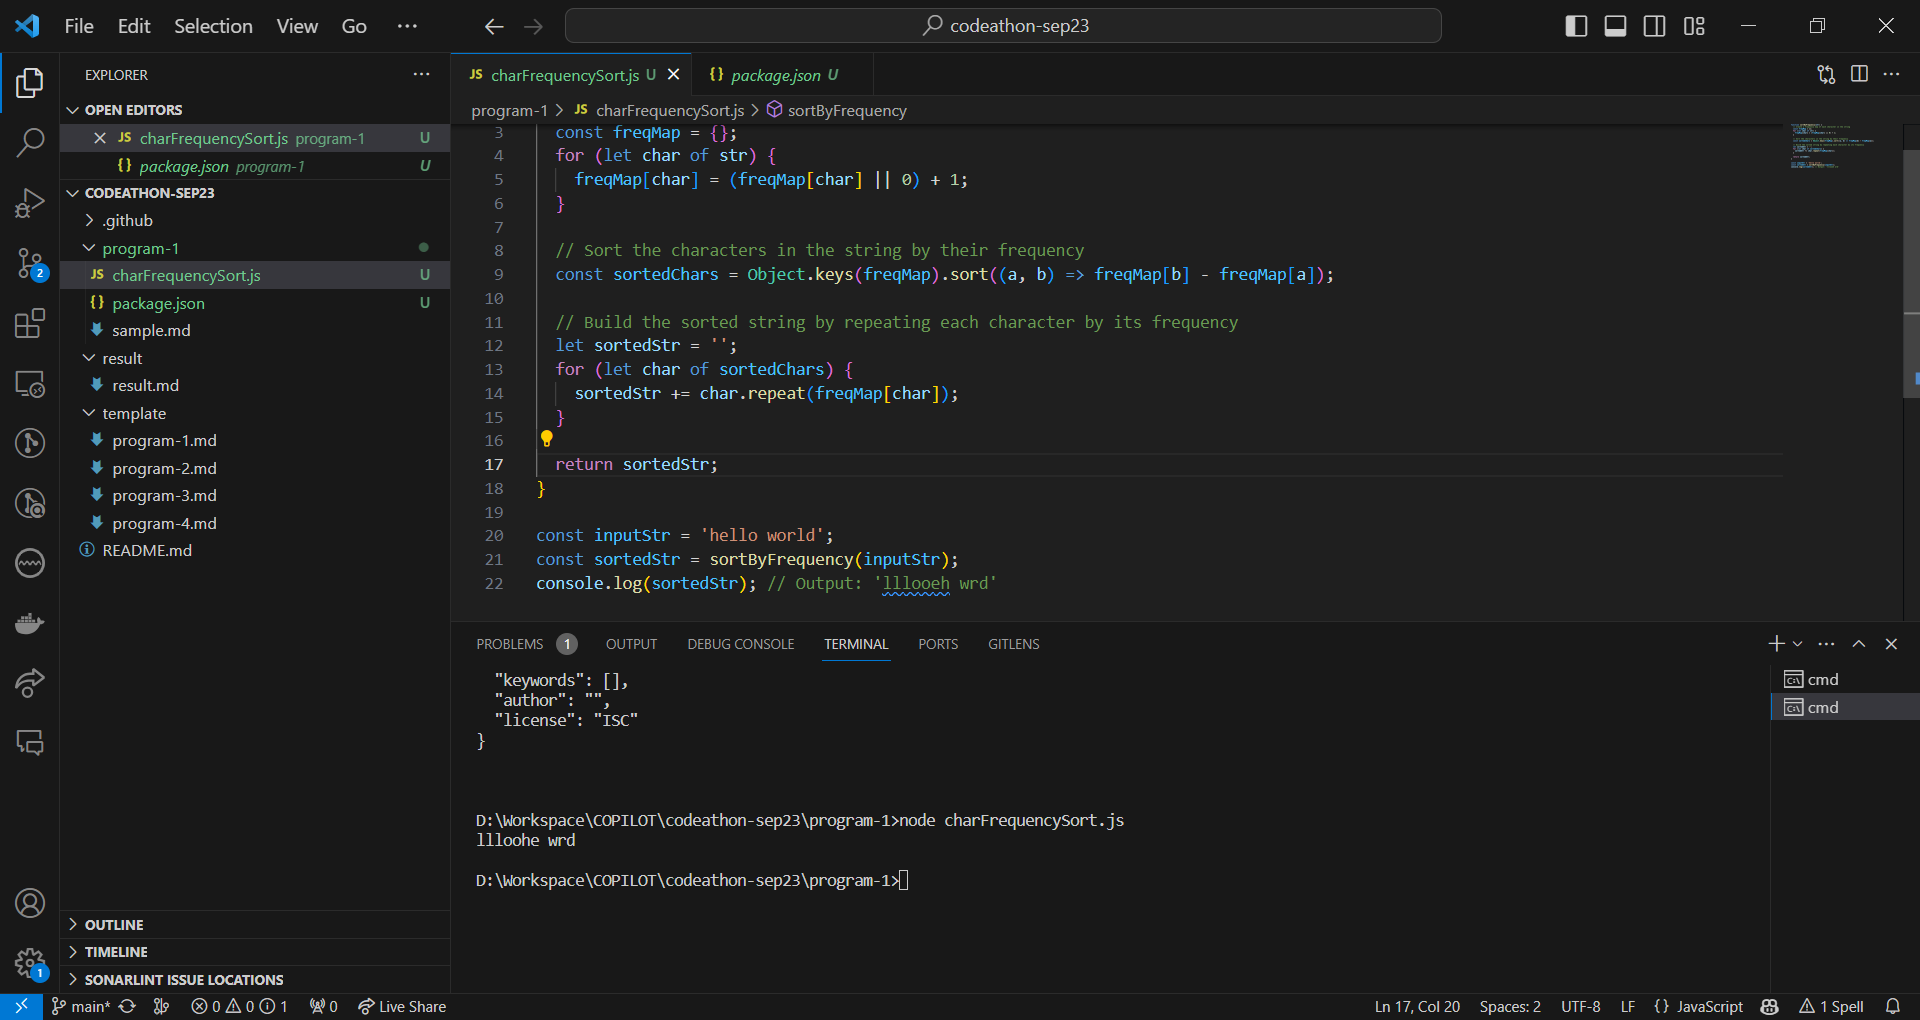 File Edit Selection View Go ···
codeathon-sep23
EXPLORER
OPEN EDITORS
JS charFrequencySort.js program-1 U
{} package.json program-1 U
CODEATHON-SEP23
.github
program-1
JS charFrequencySort.js U
{} package.json U
sample.md
result
result.md
template
program-1.md
program-2.md
program-3.md
program-4.md
README.md
OUTLINE
TIMELINE
SONARLINT ISSUE LOCATIONS
2
1
JS charFrequencySort.js U
{} package.json U
program-1 > JS charFrequencySort.js > sortByFrequency
3 const freqMap = {};
4 for (let char of str) {
5 freqMap[char] = (freqMap[char] || 0) + 1;
6 }
7
8 // Sort the characters in the string by their frequency
9 const sortedChars = Object.keys(freqMap).sort((a, b) => freqMap[b] - freqMap[a]);
10
11 // Build the sorted string by repeating each character by its frequency
12 let sortedStr = '';
13 for (let char of sortedChars) {
14 sortedStr += char.repeat(freqMap[char]);
15 }
16
17 return sortedStr;
18 }
19
20 const inputStr = 'hello world';
21 const sortedStr = sortByFrequency(inputStr);
22 console.log(sortedStr); // Output: 'lllooeh wrd'
PROBLEMS 1 OUTPUT DEBUG CONSOLE TERMINAL PORTS GITLENS
"keywords": [],
"author": "",
"license": "ISC"
}
D:\Workspace\COPILOT\codeathon-sep23\program-1>node charFrequencySort.js
llloohe wrd
D:\Workspace\COPILOT\codeathon-sep23\program-1>
cmd
cmd
main* 0 0 1 0 Live Share
Ln 17, Col 20 Spaces: 2 UTF-8 LF {} JavaScript 1 Spell